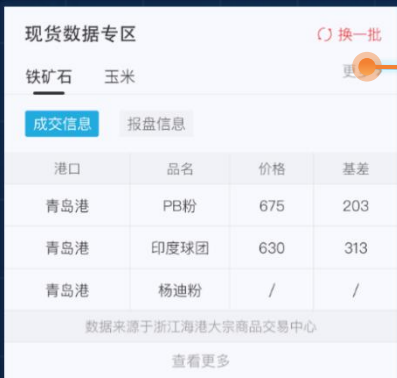 现货数据专区 换一批
铁矿石 玉米
成交信息 报盘信息
港口 品名 价格 基差
青岛港 PB粉 675 203
青岛港 印度球团 630 313
青岛港 杨迪粉 / /
数据来源于浙江海港大宗商品交易中心
查看更多